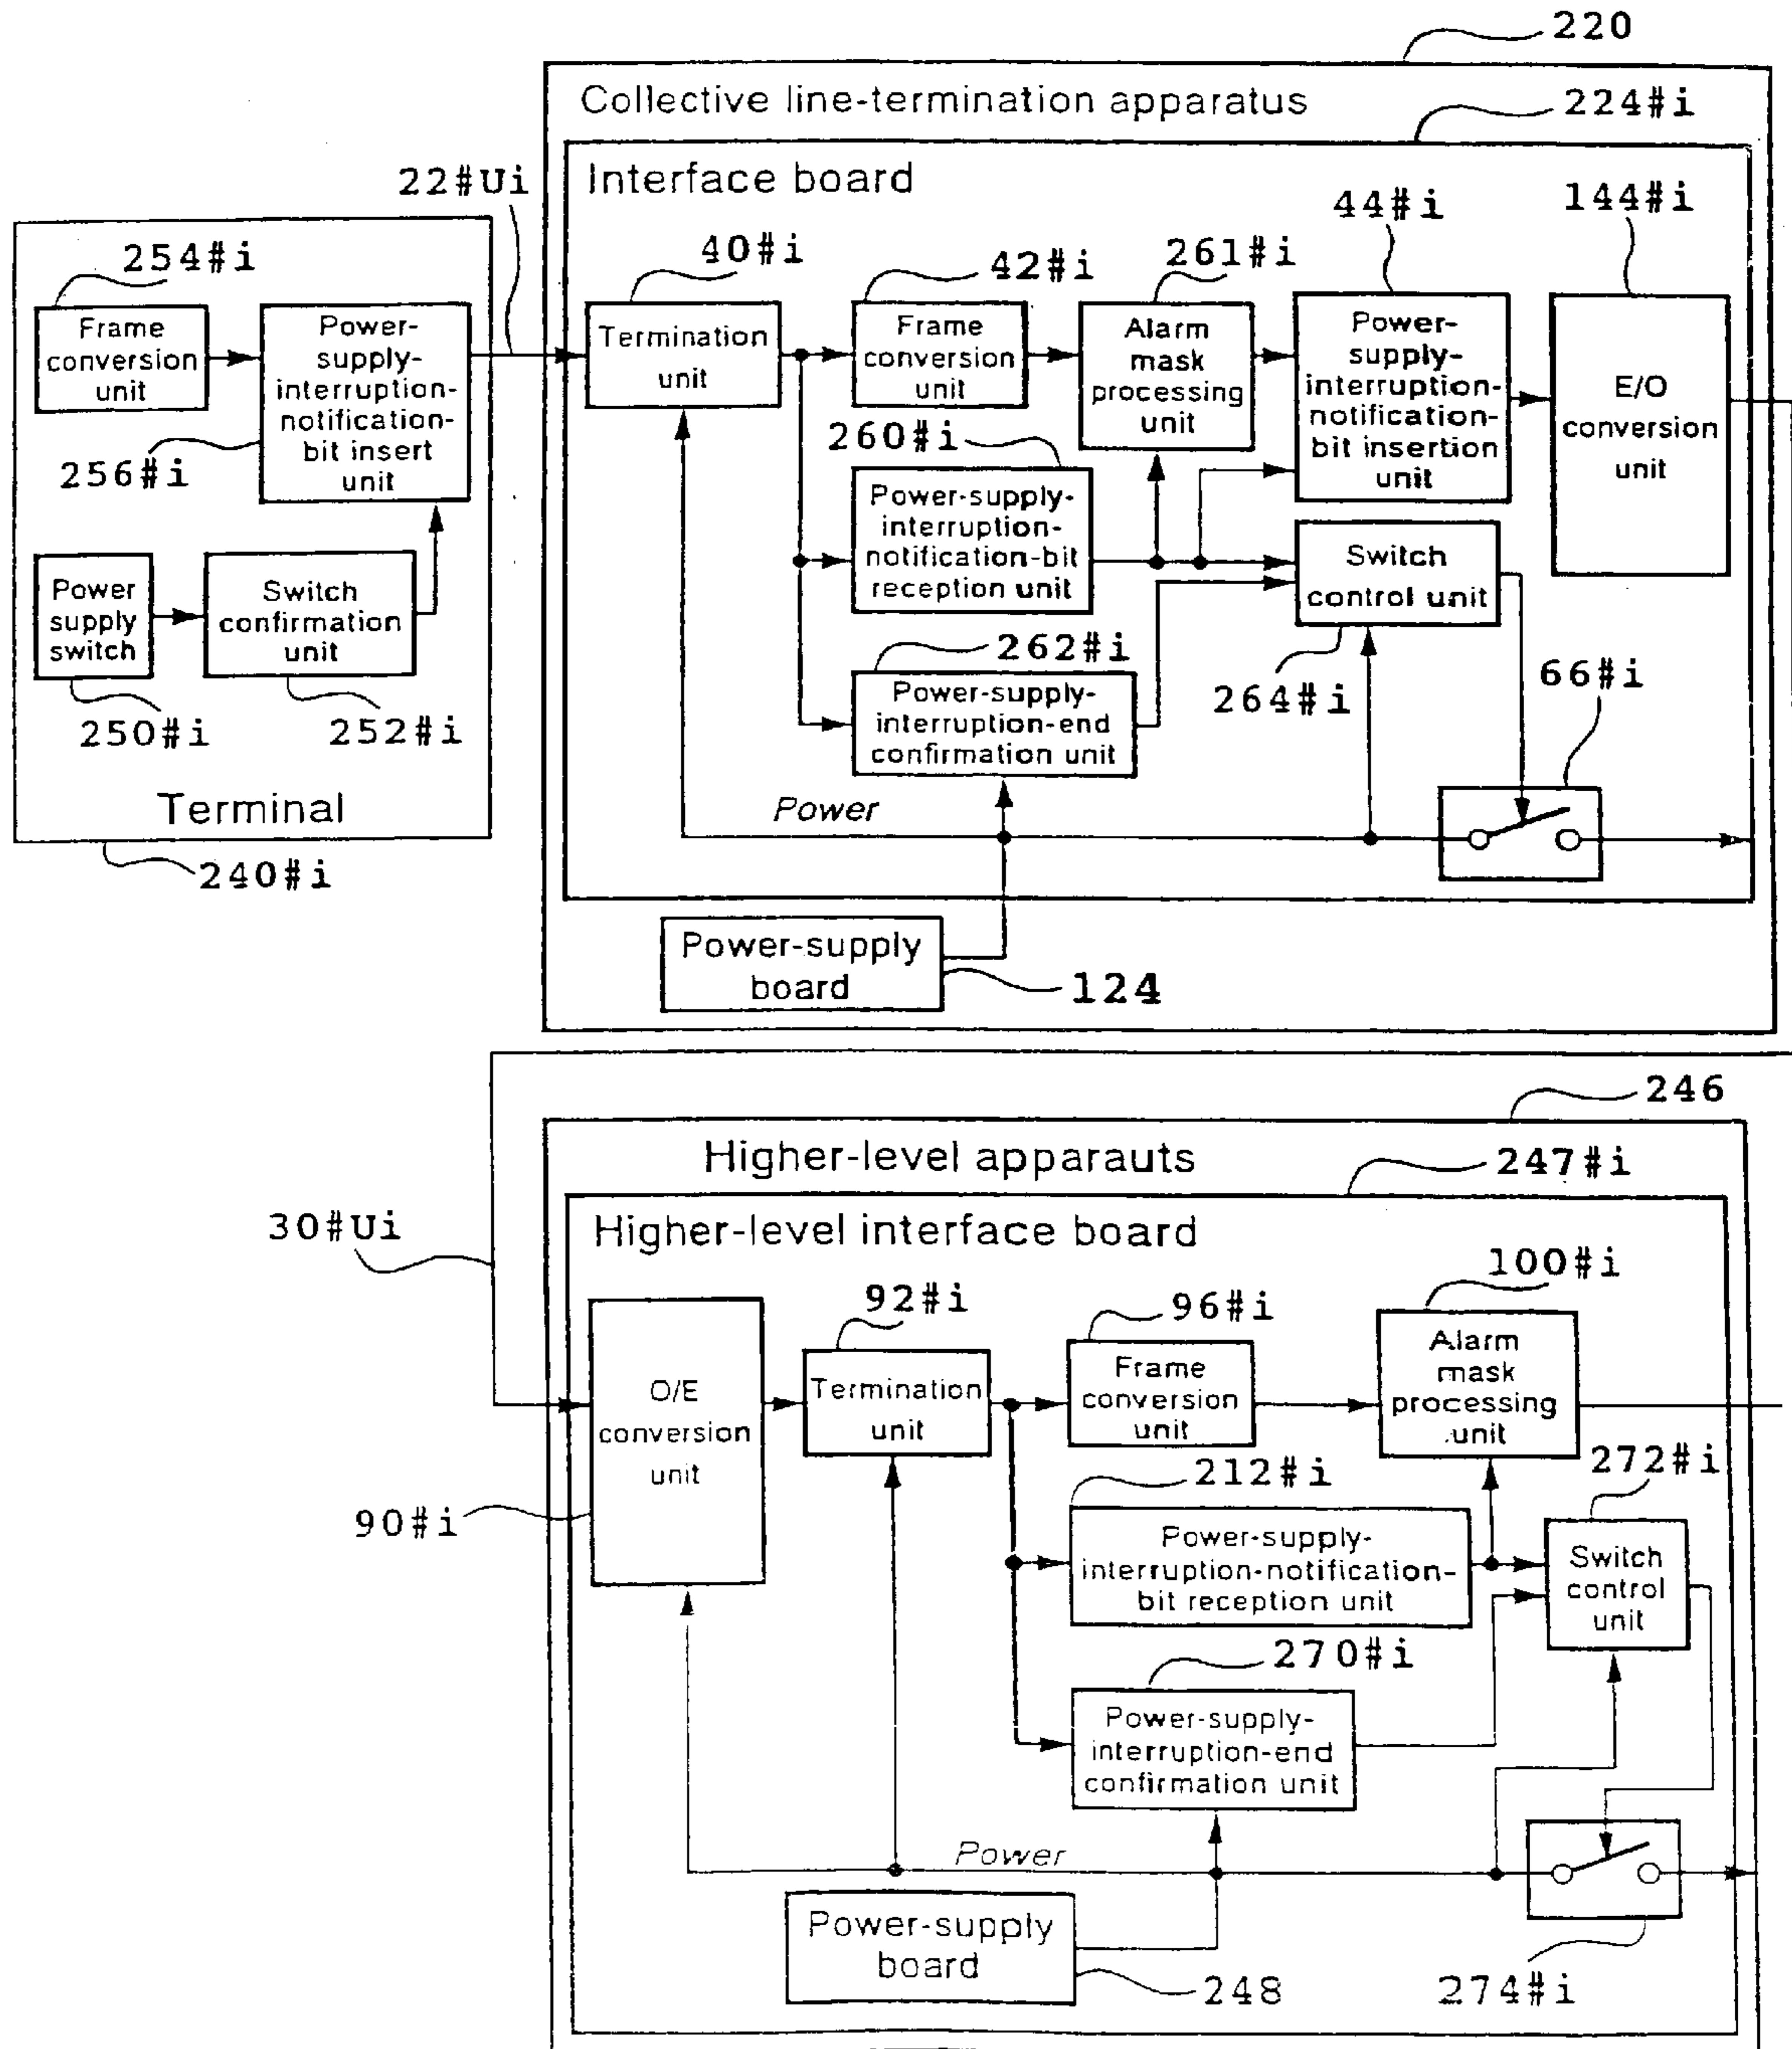 220
Collective line-termination apparatus
224#i
Interface board
22#Ui
44#i
144#i
254#i
40#i
42#i
261#i
Frame
conversion
unit
Power-
supply-
interruption-
notification-
bit insert
unit
Termination
unit
Frame
conversion
unit
Alarm
mask
processing
unit
Power-
supply-
interruption-
notification-
bit insertion
unit
E/O
conversion
unit
256#i
260#i
Power-supply-
interruption-
notification-bit
reception unit
Switch
control unit
Power
supply
switch
Switch
confirmation
unit
262#i
264#i
66#i
250#i
252#i
Power-supply-
interruption-end
confirmation unit
Terminal
Power
240#i
Power-supply
board
124
246
Higher-level apparauts
247#i
30#Ui
Higher-level interface board
100#i
92#i
96#i
O/E
conversion
unit
Termination
unit
Frame
conversion
unit
Alarm
mask
processing
unit
212#i
272#i
90#i
Power-supply-
interruption-notification-
bit reception unit
Switch
control
unit
270#i
Power-supply-
interruption-end
confirmation unit
Power
Power-supply
board
248
274#i